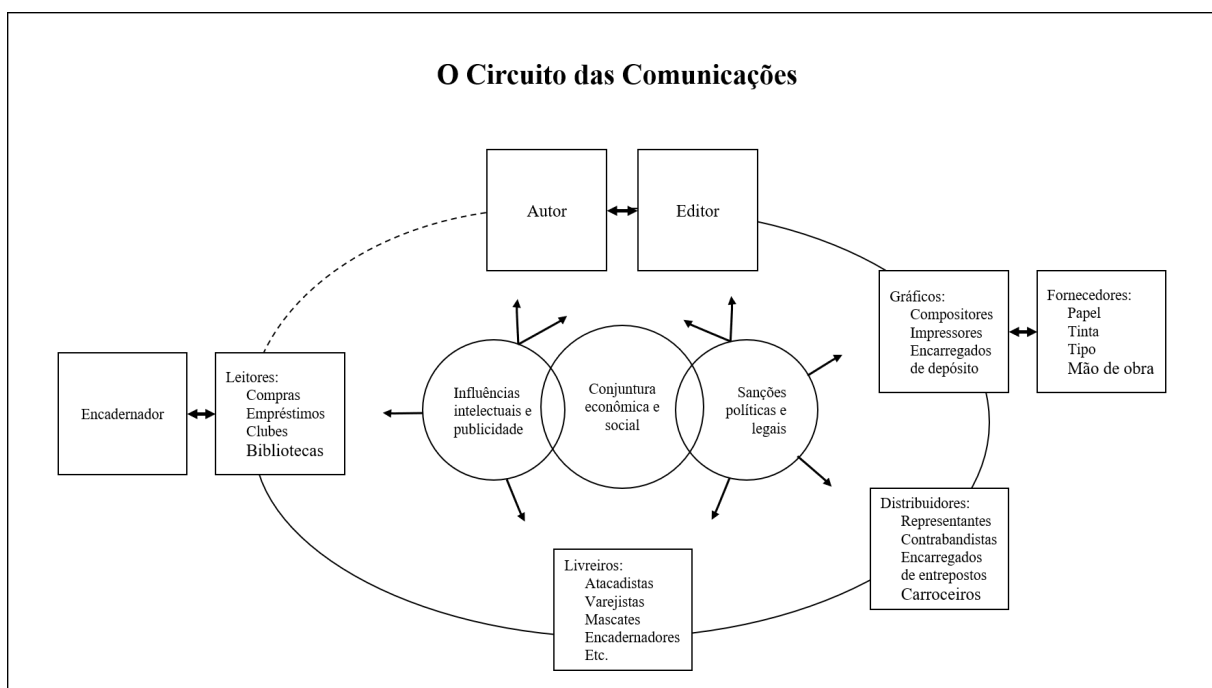 O Circuito das Comunicações
Autor
Editor
Gráficos:
Compositores
Impressores
Encarregados
de depósito
Fornecedores:
Papel
Tinta
Tipo
Mão de obra
Encadernador
Leitores:
Compras
Empréstimos
Clubes
Bibliotecas
Influências
intelectuais e
publicidade
Conjuntura
econômica e
social
Sanções
políticas e
legais
Distribuidores:
Representantes
Contrabandistas
Encarregados
de entrepostos
Carroceiros
Livreiros:
Atacadistas
Varejistas
Mascates
Encadernadores
Etc.